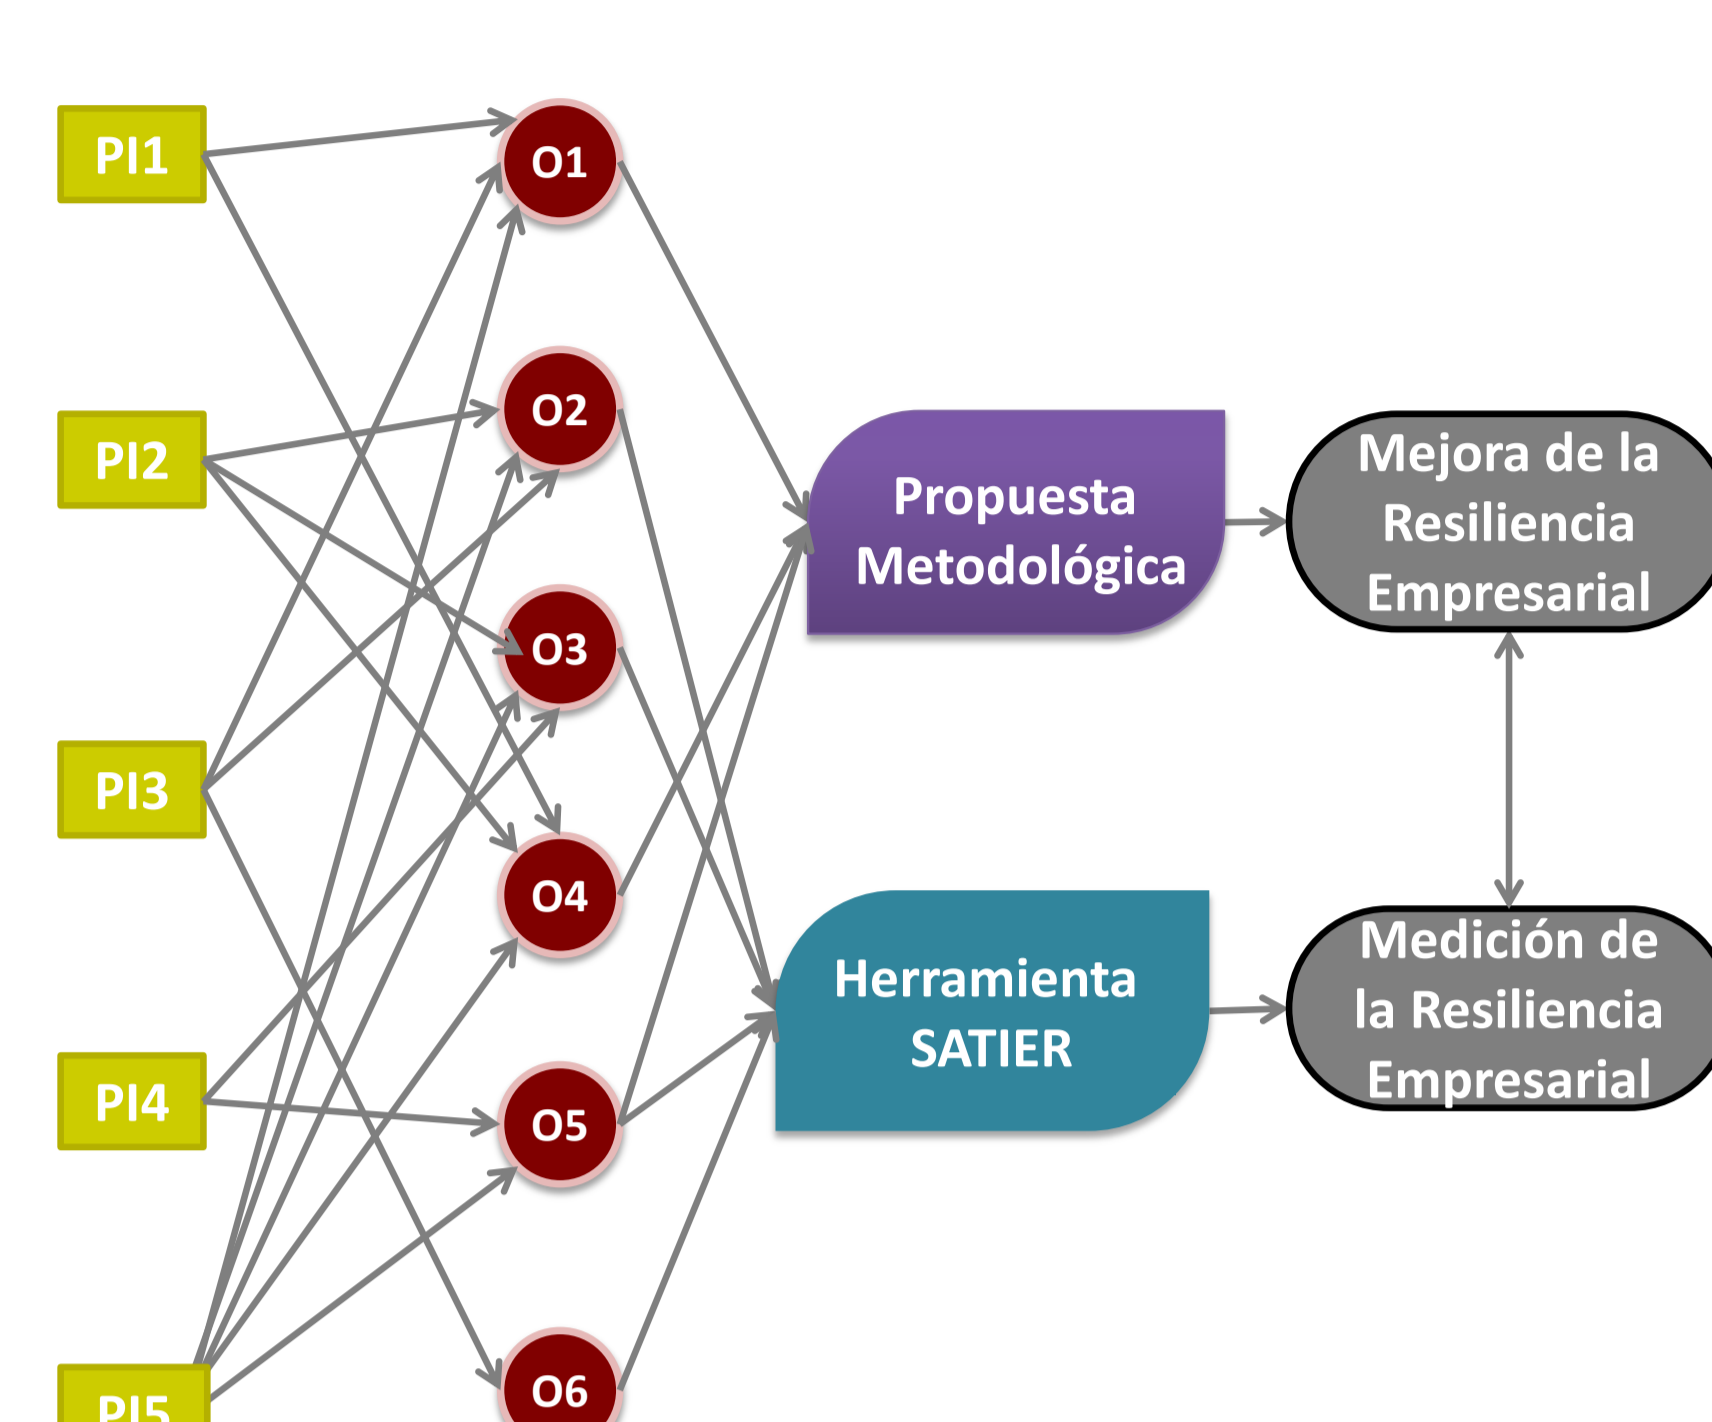 PI1
PI2
PI3
PI4
PI5
O1
O2
O3
O4
O5
O6
Propuesta
Metodológica
Herramienta
SATIER
Mejora de la
Resiliencia
Empresarial
Medición de
la Resiliencia
Empresarial